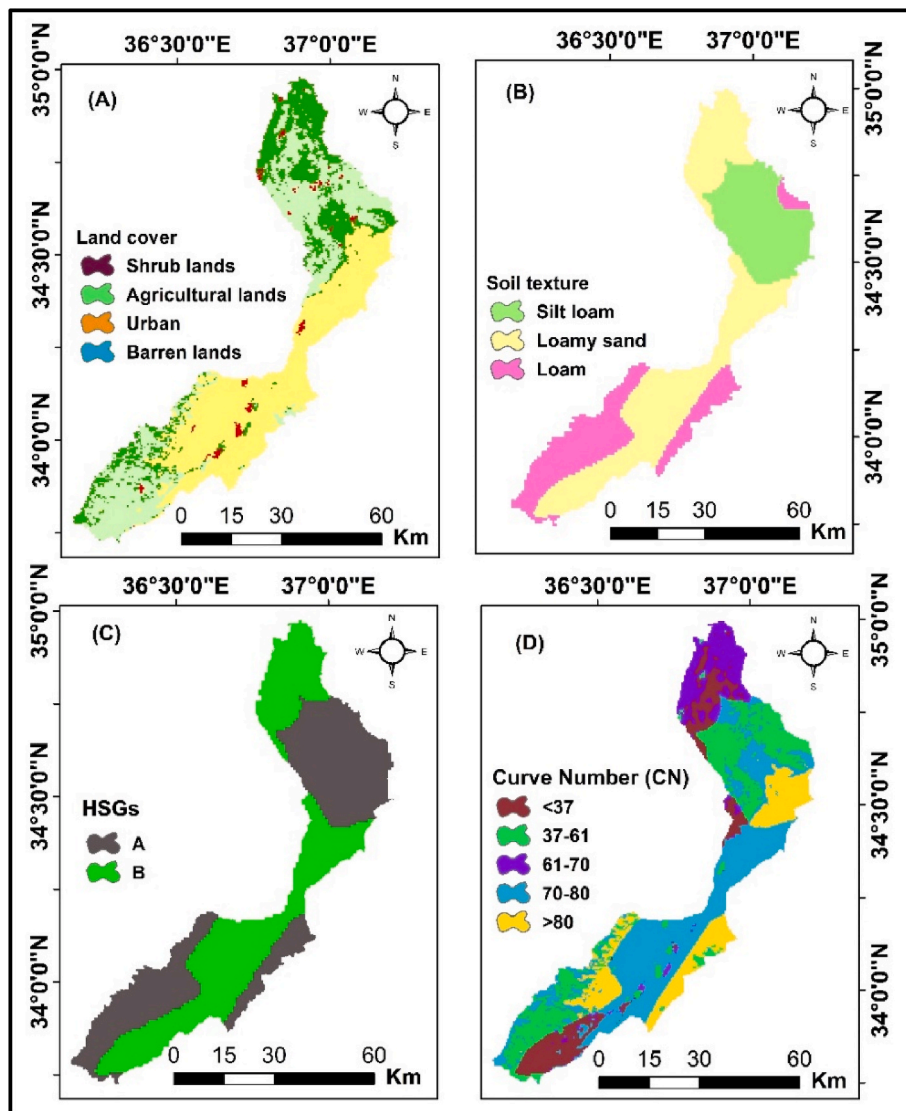 36°30'0"E 37°0'0"E
(A)
N
W E
S
35°0'0"N
34°30'0"N
34°0'0"N
Land cover
Shrub lands
Agricultural lands
Urban
Barren lands
0 15 30 60
Km
36°30'0"E 37°0'0"E
(B)
N
W E
S
35°0'0"N
34°30'0"N
34°0'0"N
Soil texture
Silt loam
Loamy sand
Loam
0 15 30 60
Km
36°30'0"E 37°0'0"E
(C)
N
W E
S
35°0'0"N
34°30'0"N
34°0'0"N
HSGs
A
B
0 15 30 60
Km
36°30'0"E 37°0'0"E
(D)
N
W E
S
35°0'0"N
34°30'0"N
34°0'0"N
Curve Number (CN)
<37
37-61
61-70
70-80
>80
0 15 30 60
Km